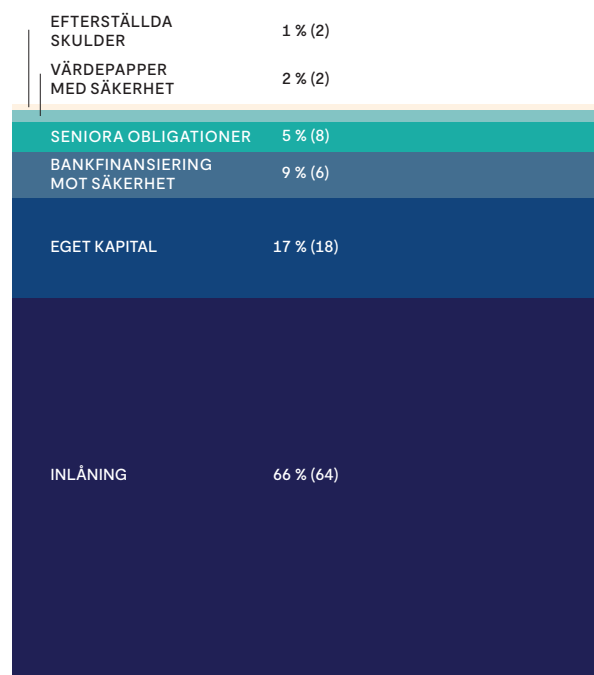 EFTERSTÄLLDA
SKULDER 1 % (2)
VÄRDEPAPPER
MED SÄKERHET 2 % (2)
SENIORA OBLIGATIONER 5 % (8)
BANKFINANSIERING
MOT SÄKERHET 9 % (6)
EGET KAPITAL 17 % (18)
INLÅNING 66 % (64)